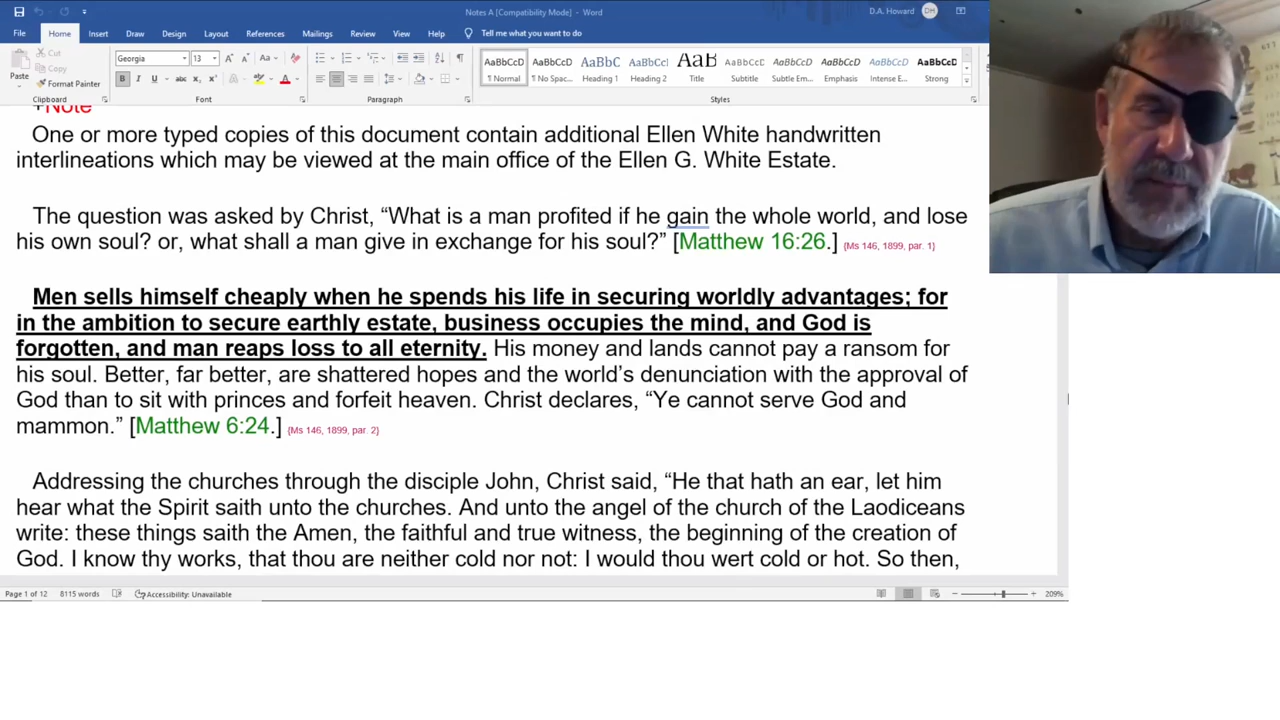 Notes A [Compatibility Mode] - Word
D.A. Howard
DH
File Home Insert Draw Design Layout References Mailings Review View Help Tell me what you want to do
Cut
Copy
Format Painter
Paste
Clipboard
Georgia 13
Font
Paragraph
AaBbCcD AaBbCcD AaBbC AaBbC AaB AaBbCcD AaBbCcD AaBbCcD AaBbCcD AaBbCcD
¶ Normal ¶ No Spac... Heading 1 Heading 2 Title Subtitle Subtle Em... Emphasis Intense E... Strong
Styles
+Note
One or more typed copies of this document contain additional Ellen White handwritten
interlineations which may be viewed at the main office of the Ellen G. White Estate.
The question was asked by Christ, “What is a man profited if he gain the whole world, and lose
his own soul? or, what shall a man give in exchange for his soul?” [Matthew 16:26.] {Ms 146, 1899, par. 1}
Men sells himself cheaply when he spends his life in securing worldly advantages; for
in the ambition to secure earthly estate, business occupies the mind, and God is
forgotten, and man reaps loss to all eternity. His money and lands cannot pay a ransom for
his soul. Better, far better, are shattered hopes and the world’s denunciation with the approval of
God than to sit with princes and forfeit heaven. Christ declares, “Ye cannot serve God and
mammon.” [Matthew 6:24.] {Ms 146, 1899, par. 2}
Addressing the churches through the disciple John, Christ said, “He that hath an ear, let him
hear what the Spirit saith unto the churches. And unto the angel of the church of the Laodiceans
write: these things saith the Amen, the faithful and true witness, the beginning of the creation of
God. I know thy works, that thou are neither cold nor not: I would thou wert cold or hot. So then,
Page 1 of 12 8115 words Accessibility: Unavailable 209%